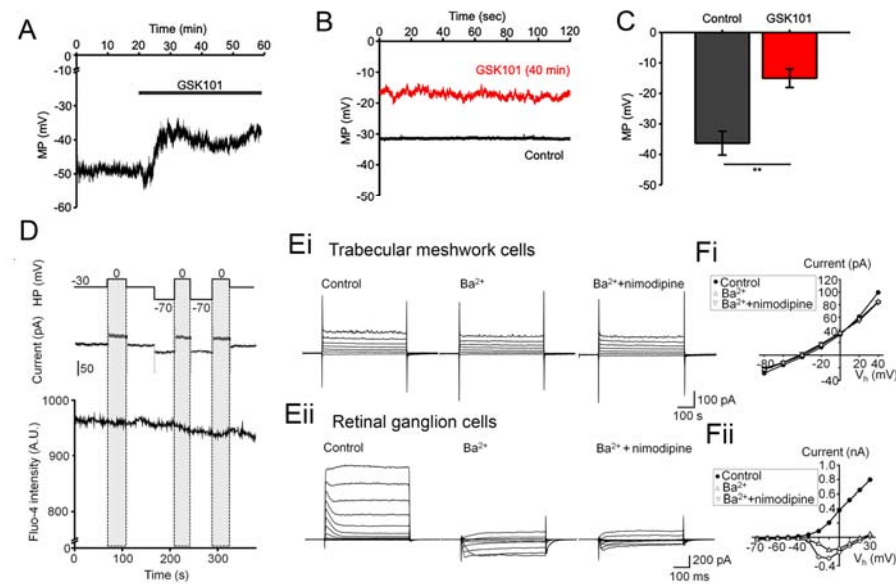 A
Time (min)
0 10 20 30 40 50 60
0
-10
-30
-40
-50
-60
MP (mV)
GSK101
B
Time (sec)
0 20 40 60 80 100 120
0
-10
-20
-30
-40
-50
MP (mV)
GSK101 (40 min)
Control
C
Control GSK101
0
-10
-20
-30
-40
-50
MP (mV)
**
D
HP (mV)
-30 0 -70 0 -70 0
Current (pA)
50
Fluo-4 intensity (A.U.)
1000
900
800
0
0 100 200 300
Time (s)
Ei Trabecular meshwork cells
Control Ba²⁺ Ba²⁺+nimodipine
100 pA
100 s
Eii Retinal ganglion cells
Control Ba²⁺ Ba²⁺ + nimodipine
200 pA
100 ms
Fi
Current (pA)
Control
Ba²⁺
Ba²⁺+nimodipine
120
100
80
60
40
-40
-80 -60 -40 -20 0 20 40
Vₕ (mV)
Fii
Current (nA)
Control
Ba²⁺
Ba²⁺+nimodipine
1.0
0.8
0.6
0.4
-0.4
-70 -60 -40 0 30
Vₕ (mV)